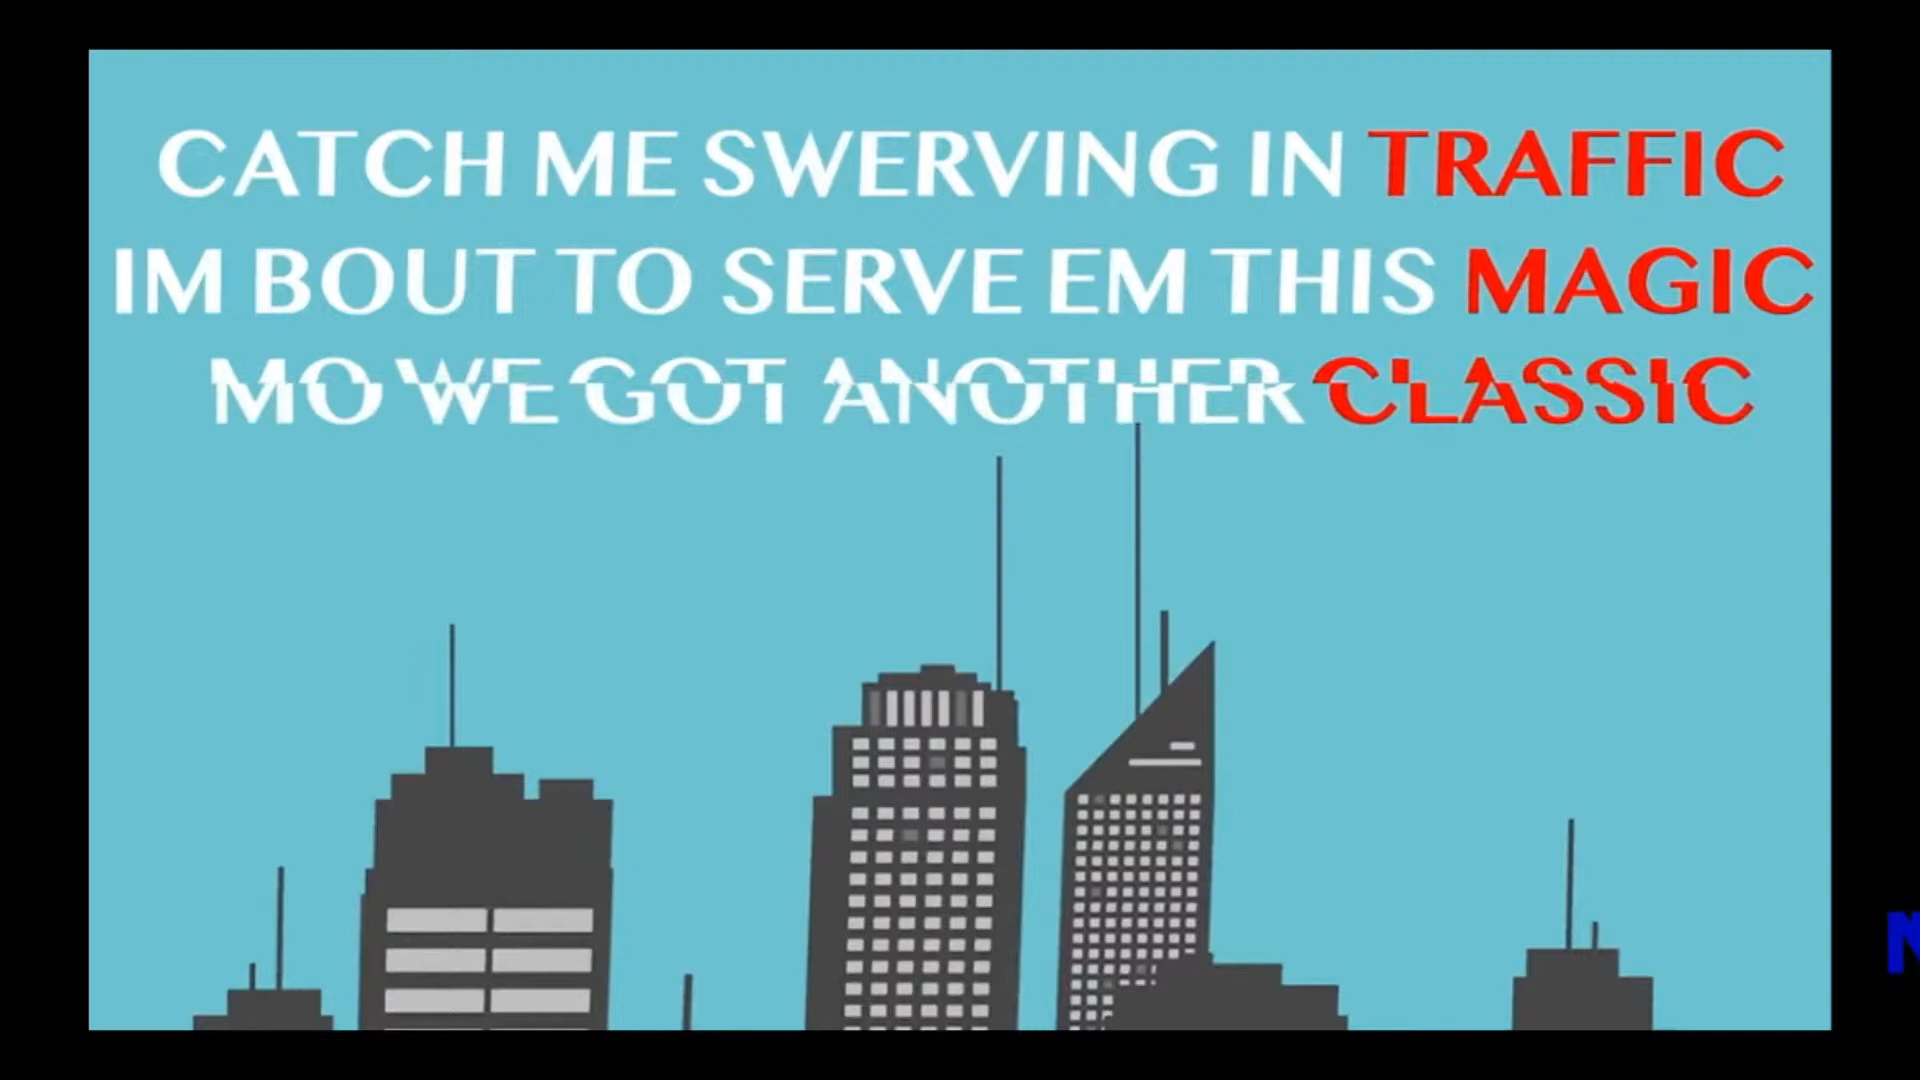 CATCH ME SWERVING IN TRAFFIC
IM BOUT TO SERVE EM THIS MAGIC
MO WE GOT ANOTHER CLASSIC
N